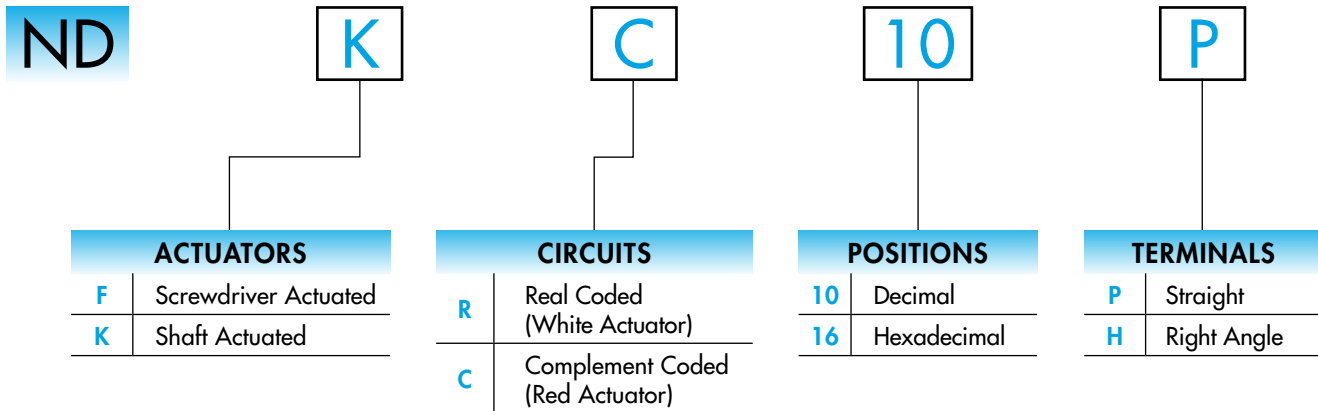 ND K C 10 P
ACTUATORS
F Screwdriver Actuated
K Shaft Actuated
CIRCUITS
R Real Coded
(White Actuator)
C Complement Coded
(Red Actuator)
POSITIONS
10 Decimal
16 Hexadecimal
TERMINALS
P Straight
H Right Angle